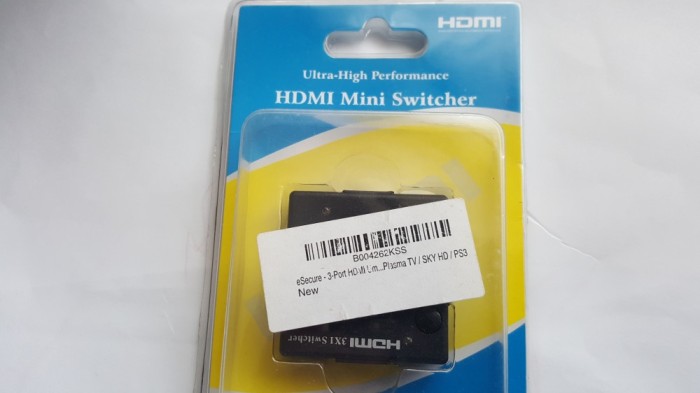 HDMI
Ultra-High Performance
HDMI Mini Switcher
B004262KSS
eSecure - 3-Port HDMI Um...Plasma TV / SKY HD / PS3
New
HDMI 3X1 Switcher